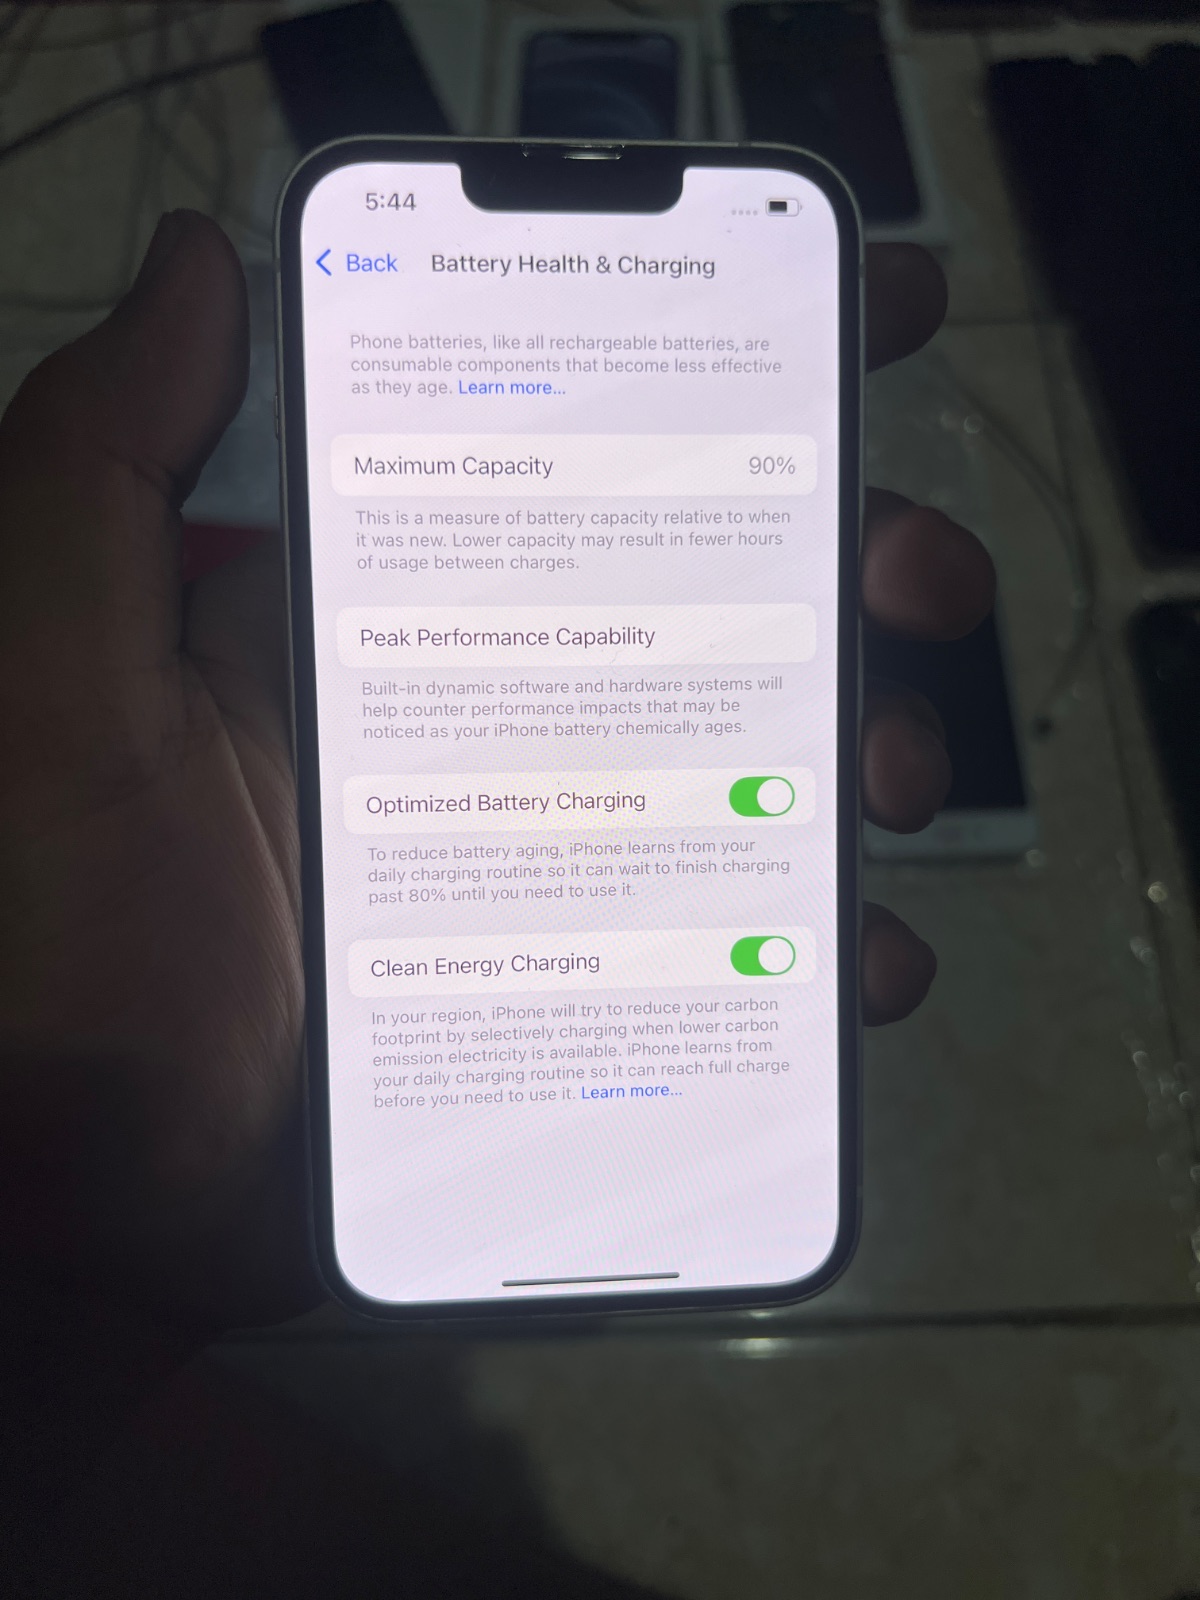 5:44
Back
Battery Health & Charging
Phone batteries, like all rechargeable batteries, are
consumable components that become less effective
as they age. Learn more...
Maximum Capacity 90%
This is a measure of battery capacity relative to when
it was new. Lower capacity may result in fewer hours
of usage between charges.
Peak Performance Capability
Built-in dynamic software and hardware systems will
help counter performance impacts that may be
noticed as your iPhone battery chemically ages.
Optimized Battery Charging
To reduce battery aging, iPhone learns from your
daily charging routine so it can wait to finish charging
past 80% until you need to use it.
Clean Energy Charging
In your region, iPhone will try to reduce your carbon
footprint by selectively charging when lower carbon
emission electricity is available. iPhone learns from
your daily charging routine so it can reach full charge
before you need to use it. Learn more...